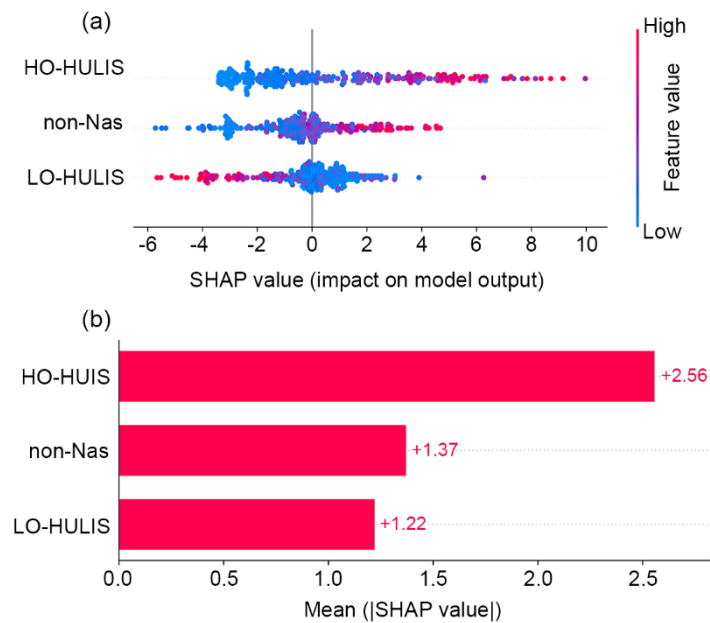 (a)
High
HO-HULIS
non-Nas
LO-HULIS
Feature value
Low
-6 -4 -2 0 2 4 6 8 10
SHAP value (impact on model output)
(b)
HO-HUIS
+2.56
non-Nas
+1.37
LO-HULIS
+1.22
0.0 0.5 1.0 1.5 2.0 2.5
Mean (|SHAP value|)